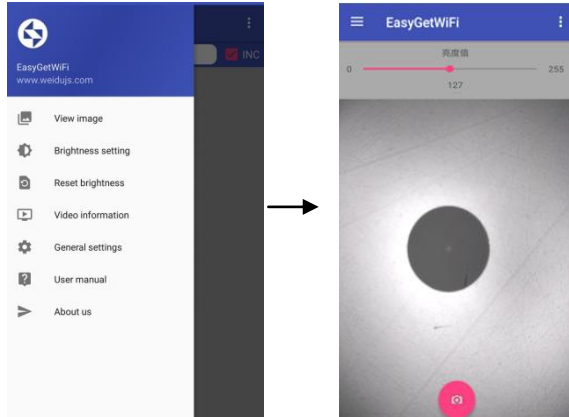 EasyGetWiFi
www.weidujs.com
INC
View image
Brightness setting
Reset brightness
Video information
General settings
User manual
About us
EasyGetWiFi
亮度值
0
255
127